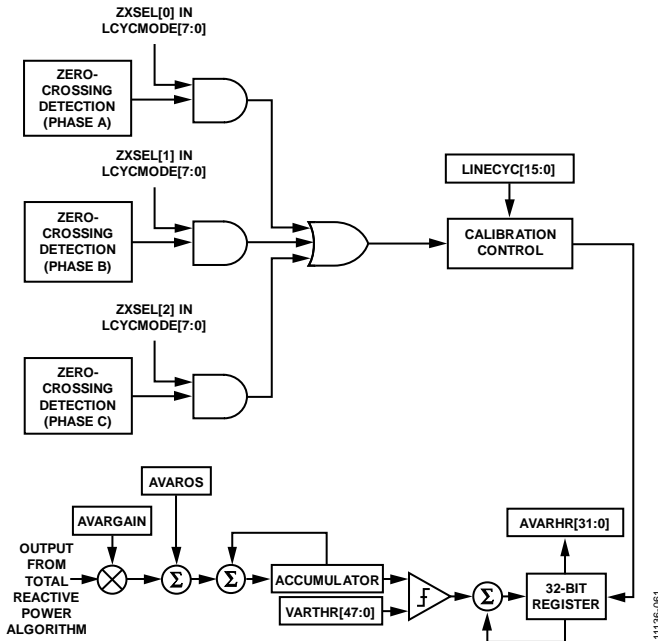 ZXSEL[0] IN
LCYCMODE[7:0]
ZERO-
CROSSING
DETECTION
(PHASE A)
ZXSEL[1] IN
LCYCMODE[7:0]
ZERO-
CROSSING
DETECTION
(PHASE B)
LINECYC[15:0]
CALIBRATION
CONTROL
ZXSEL[2] IN
LCYCMODE[7:0]
ZERO-
CROSSING
DETECTION
(PHASE C)
AVAROS
AVARGAIN
AVARHR[31:0]
OUTPUT
FROM
TOTAL
REACTIVE
POWER
ALGORITHM
Σ
Σ
ACCUMULATOR
VARTHR[47:0]
Σ
32-BIT
REGISTER
11136-061